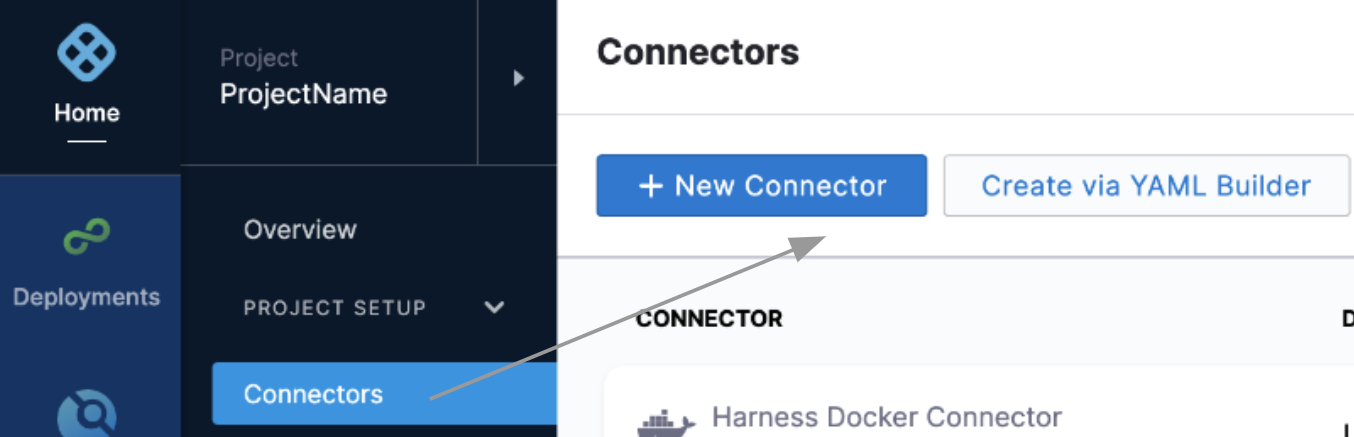 Home
Deployments
Project
ProjectName
Overview
PROJECT SETUP
Connectors
Connectors
+ New Connector
Create via YAML Builder
CONNECTOR
Harness Docker Connector